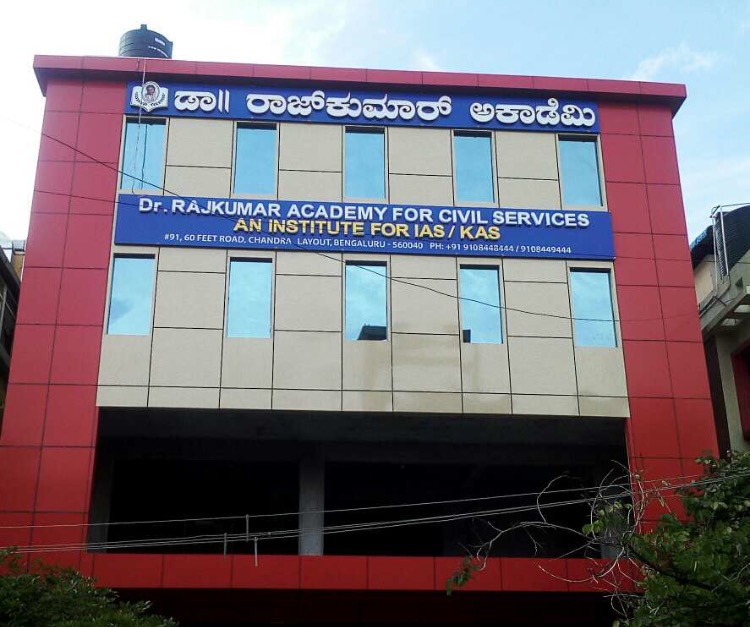 ಡಾ|| ರಾಜ್‌ಕುಮಾರ್ ಅಕಾಡೆಮಿ
Dr. RAJKUMAR ACADEMY FOR CIVIL SERVICES
AN INSTITUTE FOR IAS / KAS
#91, 60 FEET ROAD, CHANDRA LAYOUT, BENGALURU - 560040 PH: +91 9108448444 / 9108449444